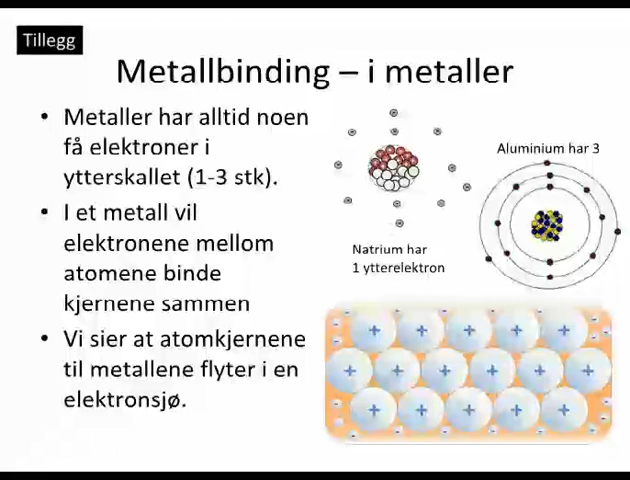 Tillegg
Metallbinding – i metaller
• Metaller har alltid noen
få elektroner i
ytterskallet (1-3 stk).
• I et metall vil
elektronene mellom
atomene binde
kjernene sammen
• Vi sier at atomkjernene
til metallene flyter i en
elektronsjø.
Aluminium har 3
Natrium har
1 ytterelektron
+ + + + +
+ + + + + +
+ + + + +